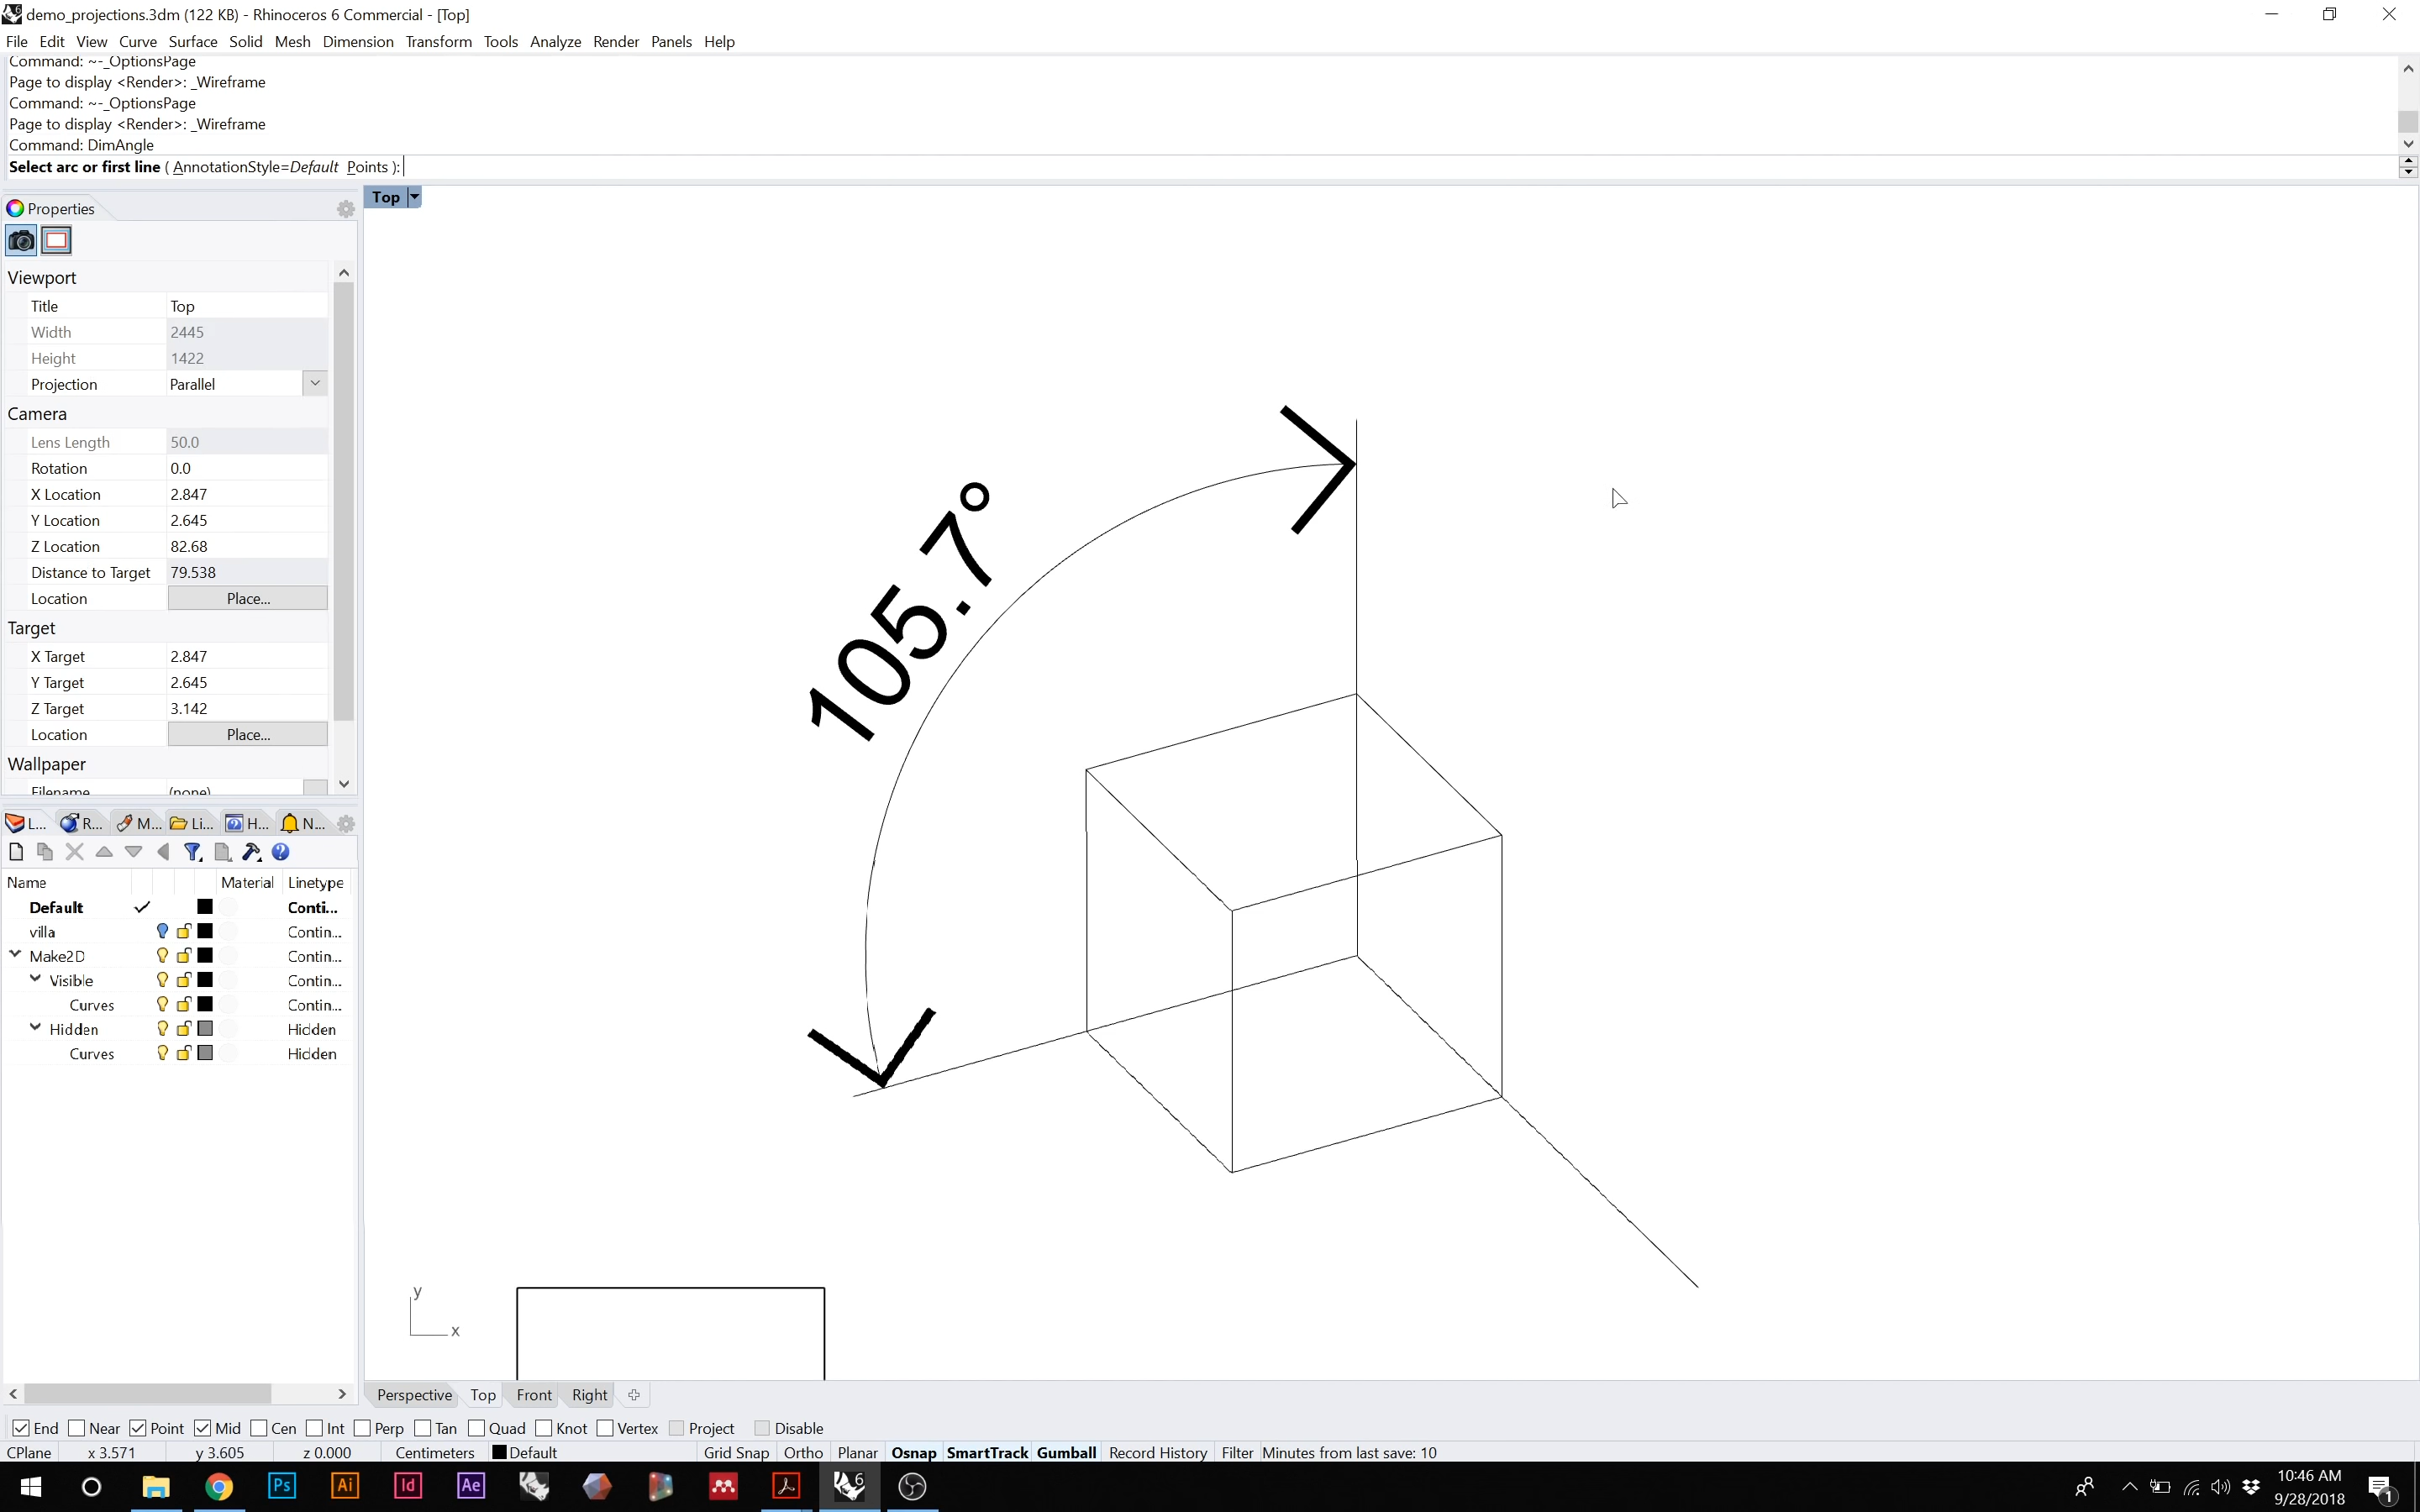 demo_projections.3dm (122 KB) - Rhinoceros 6 Commercial - [Top]
File Edit View Curve Surface Solid Mesh Dimension Transform Tools Analyze Render Panels Help
Command: ~-_OptionsPage
Page to display <Render>: _Wireframe
Command: ~-_OptionsPage
Page to display <Render>: _Wireframe
Command: DimAngle
Select arc or first line ( AnnotationStyle=Default Points ):
Properties
Top
Viewport
Title Top
Width 2445
Height 1422
Projection Parallel
Camera
Lens Length 50.0
Rotation 0.0
X Location 2.847
Y Location 2.645
Z Location 82.68
Distance to Target 79.538
Location Place...
Target
X Target 2.847
Y Target 2.645
Z Target 3.142
Location Place...
Wallpaper
Filename (none)
105.7°
L... R... M... Li... H... N...
Name Material Linetype
Default Conti...
villa Contin...
Make2D Contin...
Visible Contin...
Curves Contin...
Hidden Hidden
Curves Hidden
y
x
Perspective Top Front Right
End Near Point Mid Cen Int Perp Tan Quad Knot Vertex Project Disable
CPlane x 3.571 y 3.605 z 0.000 Centimeters Default Grid Snap Ortho Planar Osnap SmartTrack Gumball Record History Filter Minutes from last save: 10
Ps Ai Id Ae 6
10:46 AM
9/28/2018
1